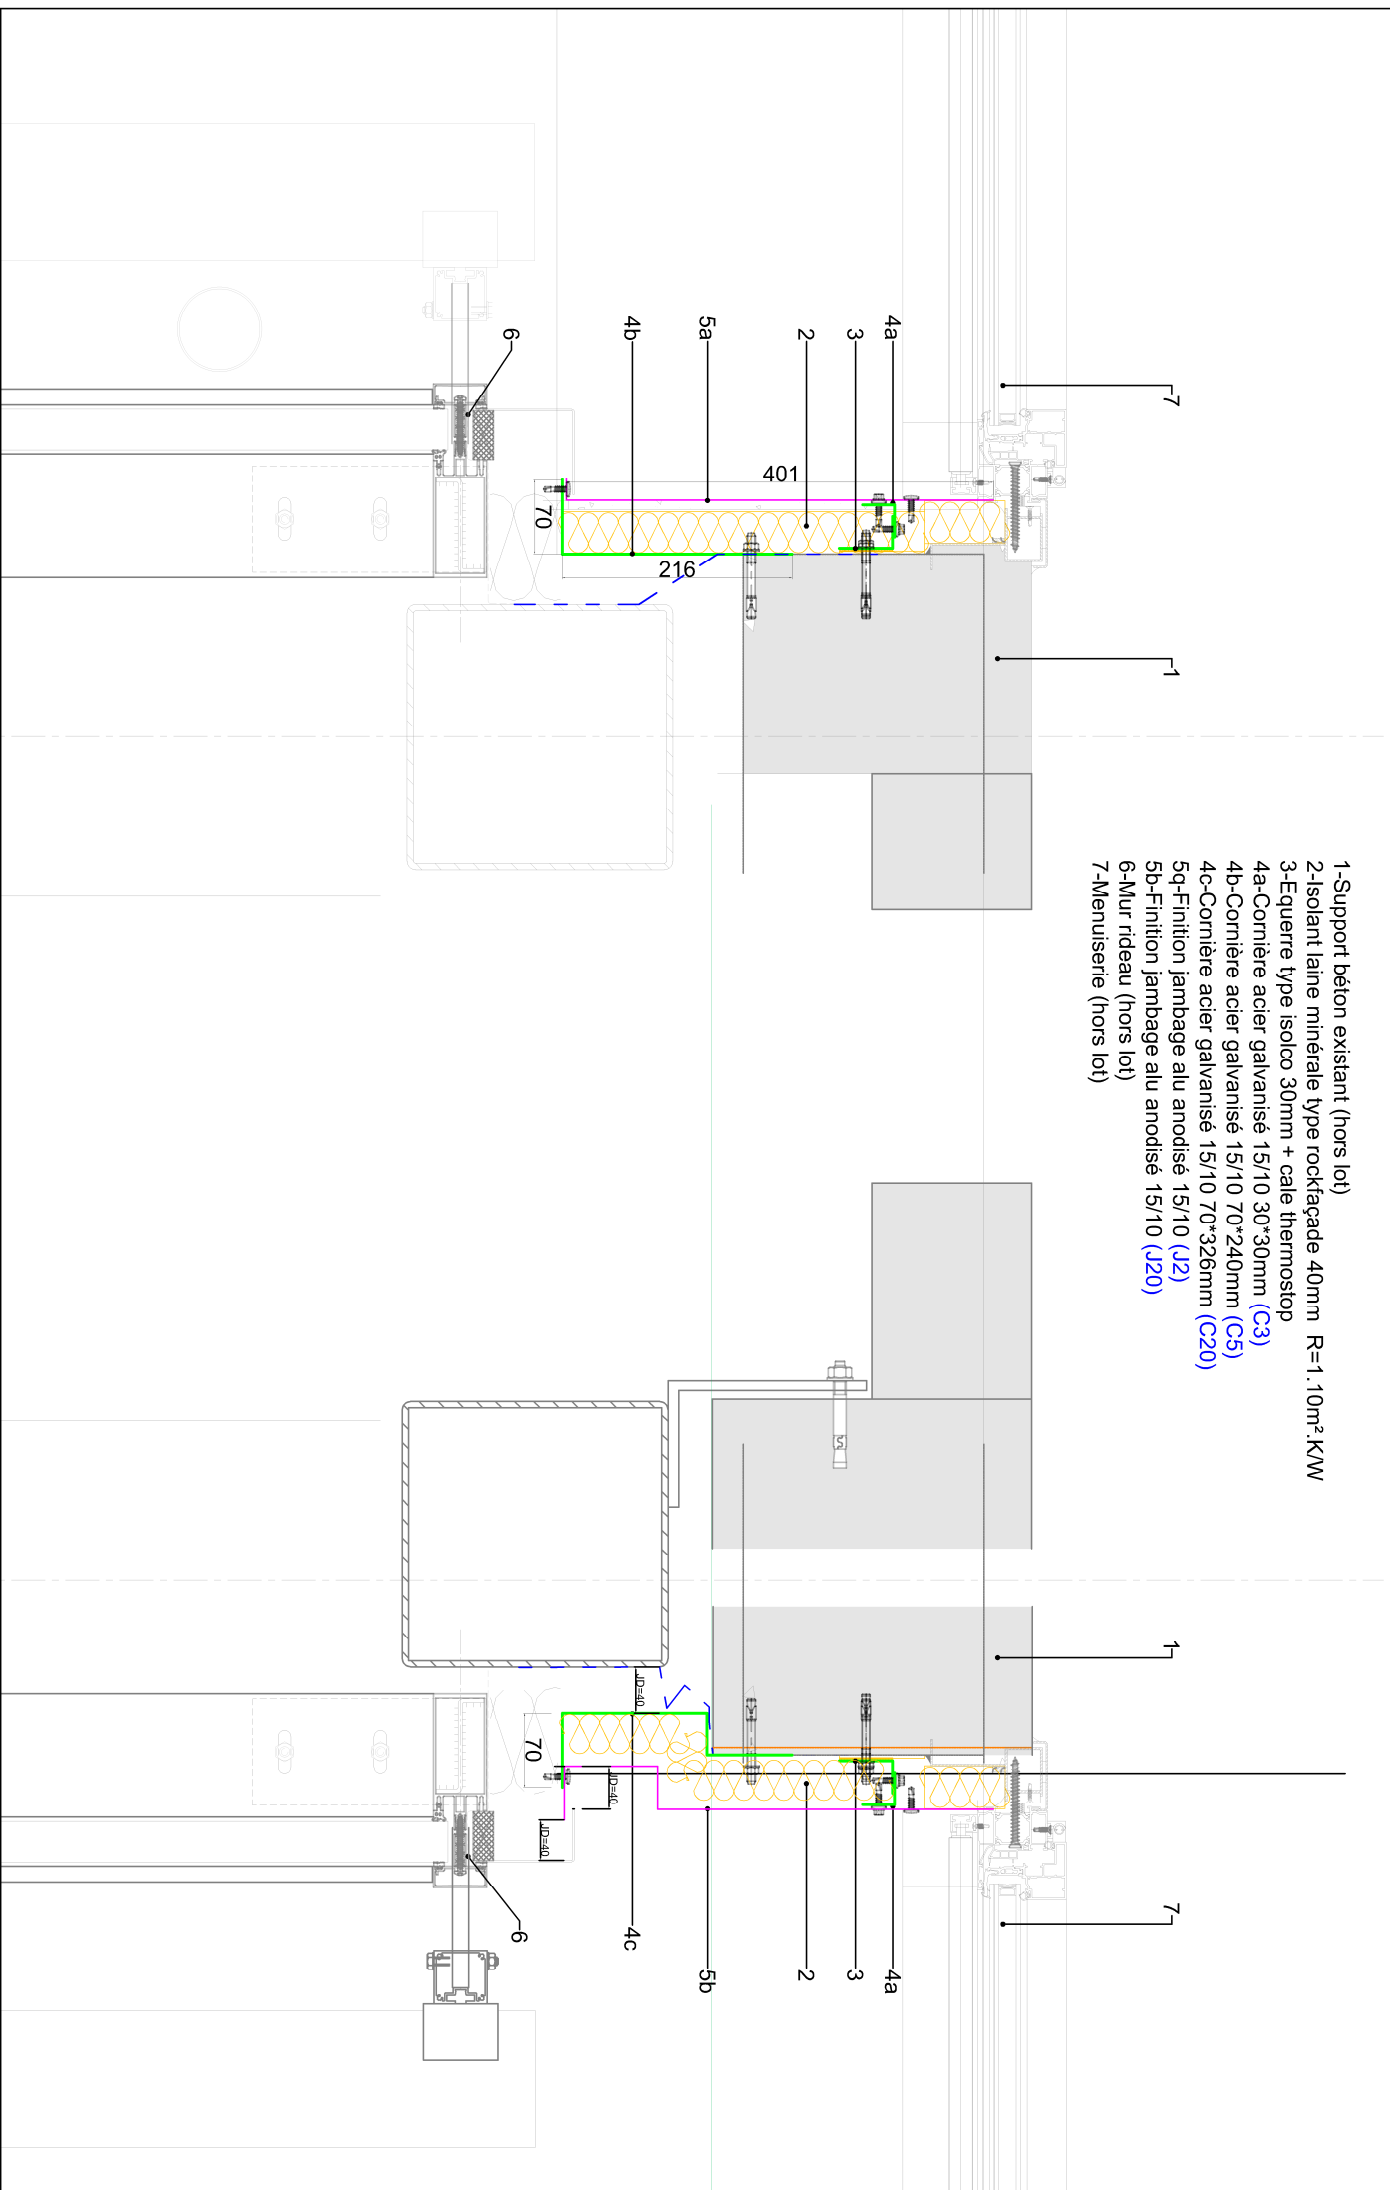 1-Support béton existant (hors lot)
2-Isolant laine minérale type rockfaçade 40mm R=1.10m².K/W
3-Equerre type isolco 30mm + cale thermostop
4a-Cornière acier galvanisé 15/10 30*30mm (C3)
4b-Cornière acier galvanisé 15/10 70*240mm (C5)
4c-Cornière acier galvanisé 15/10 70*326mm (C20)
5q-Finition jambage alu anodisé 15/10 (J2)
5b-Finition jambage alu anodisé 15/10 (J20)
6-Mur rideau (hors lot)
7-Menuiserie (hors lot)
7
1
1
7
4a
3
2
5a
4b
6
401
70
216
4a
3
2
5b
4c
6
70
JD=40
JD=40
JD=40